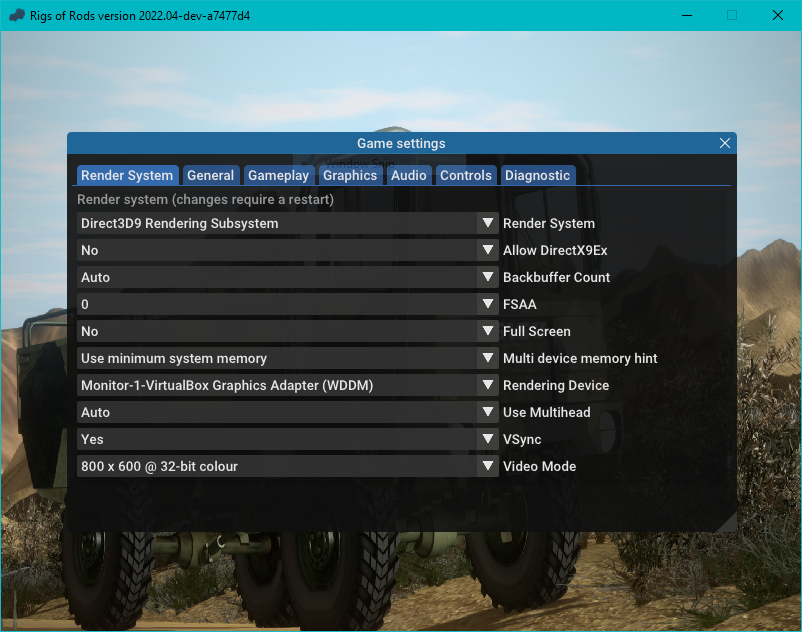 Rigs of Rods version 2022.04-dev-a7477d4
Game settings
Window Snip
Render System General Gameplay Graphics Audio Controls Diagnostic
Render system (changes require a restart)
Direct3D9 Rendering Subsystem Render System
No Allow DirectX9Ex
Auto Backbuffer Count
0 FSAA
No Full Screen
Use minimum system memory Multi device memory hint
Monitor-1-VirtualBox Graphics Adapter (WDDM) Rendering Device
Auto Use Multihead
Yes VSync
800 x 600 @ 32-bit colour Video Mode